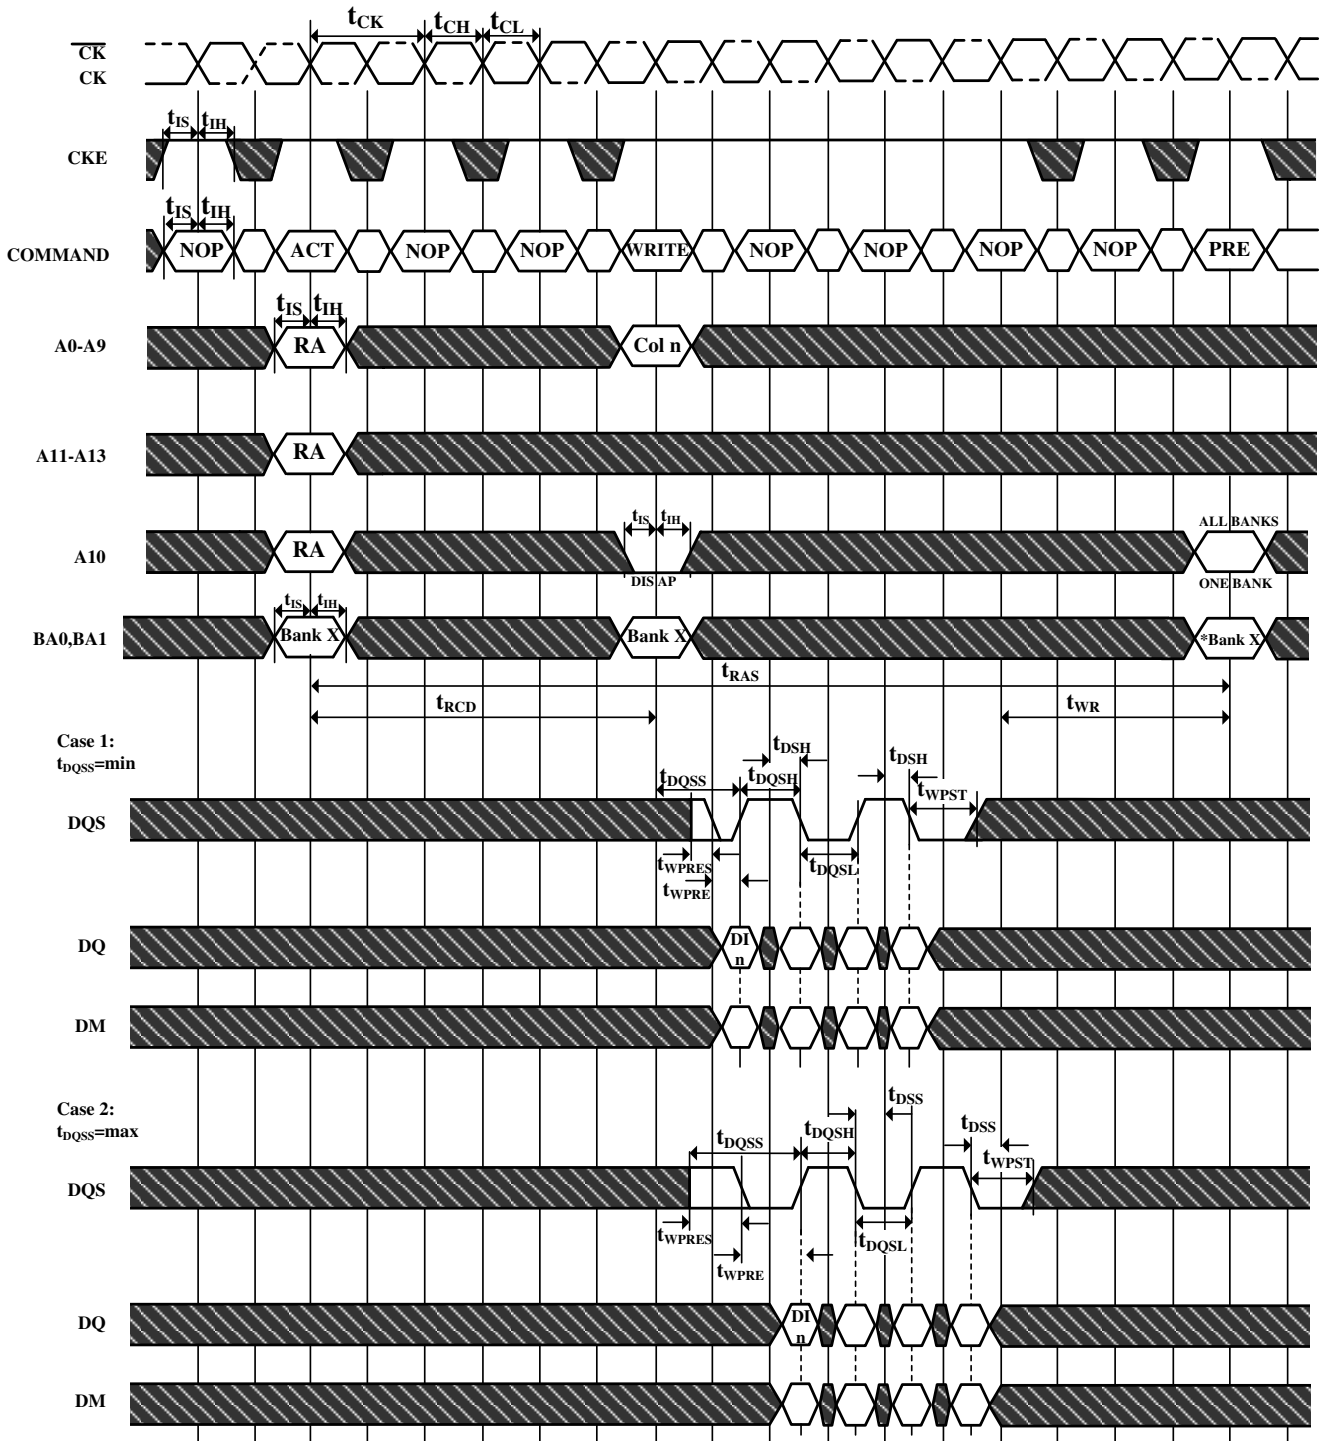 tCK tCH tCL
CK
CK
tIS tIH
CKE
tIS tIH
COMMAND NOP ACT NOP NOP WRITE NOP NOP NOP NOP PRE
tIS tIH
A0-A9 RA Col n
A11-A13 RA
tIS tIH ALL BANKS
A10 RA
DIS AP ONE BANK
tIS tIH
BA0,BA1 Bank X Bank X *Bank X
tRAS
tRCD tWR
Case 1:
tDQSS=min
tDSH tDSH
tDQSS tDQSH tWPST
DQS
tWPRES tDQSL
tWPRE
DQ DI
n
DM
Case 2:
tDQSS=max
tDSS tDSS
tDQSS tDQSH tWPST
DQS
tWPRES tDQSL
tWPRE
DQ DI
n
DM